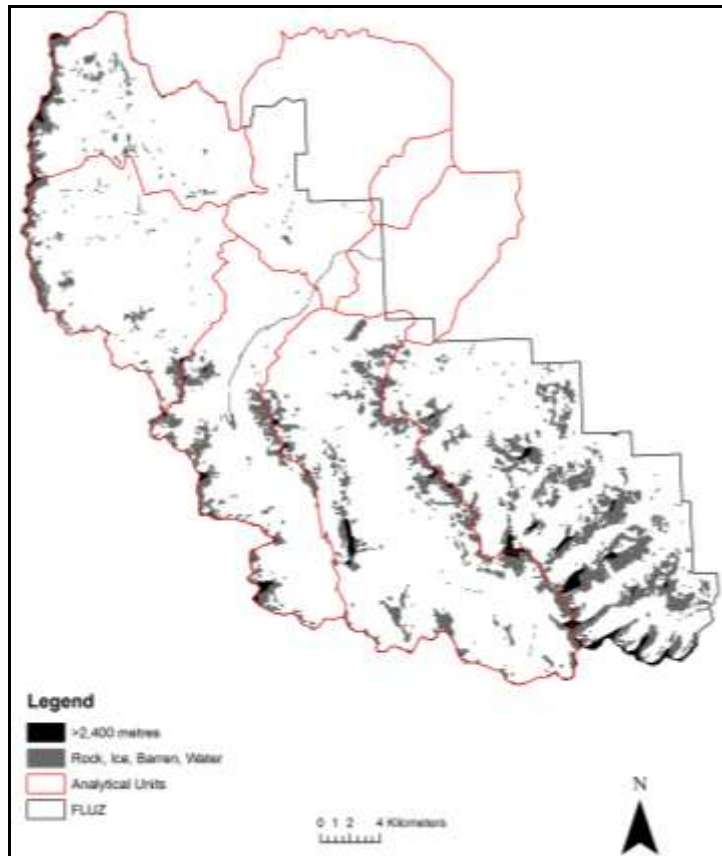 Legend
>2,400 metres
Rock, Ice, Barren, Water
Analytical Units
FLUZ
0 1 2 4 Kilometers
N